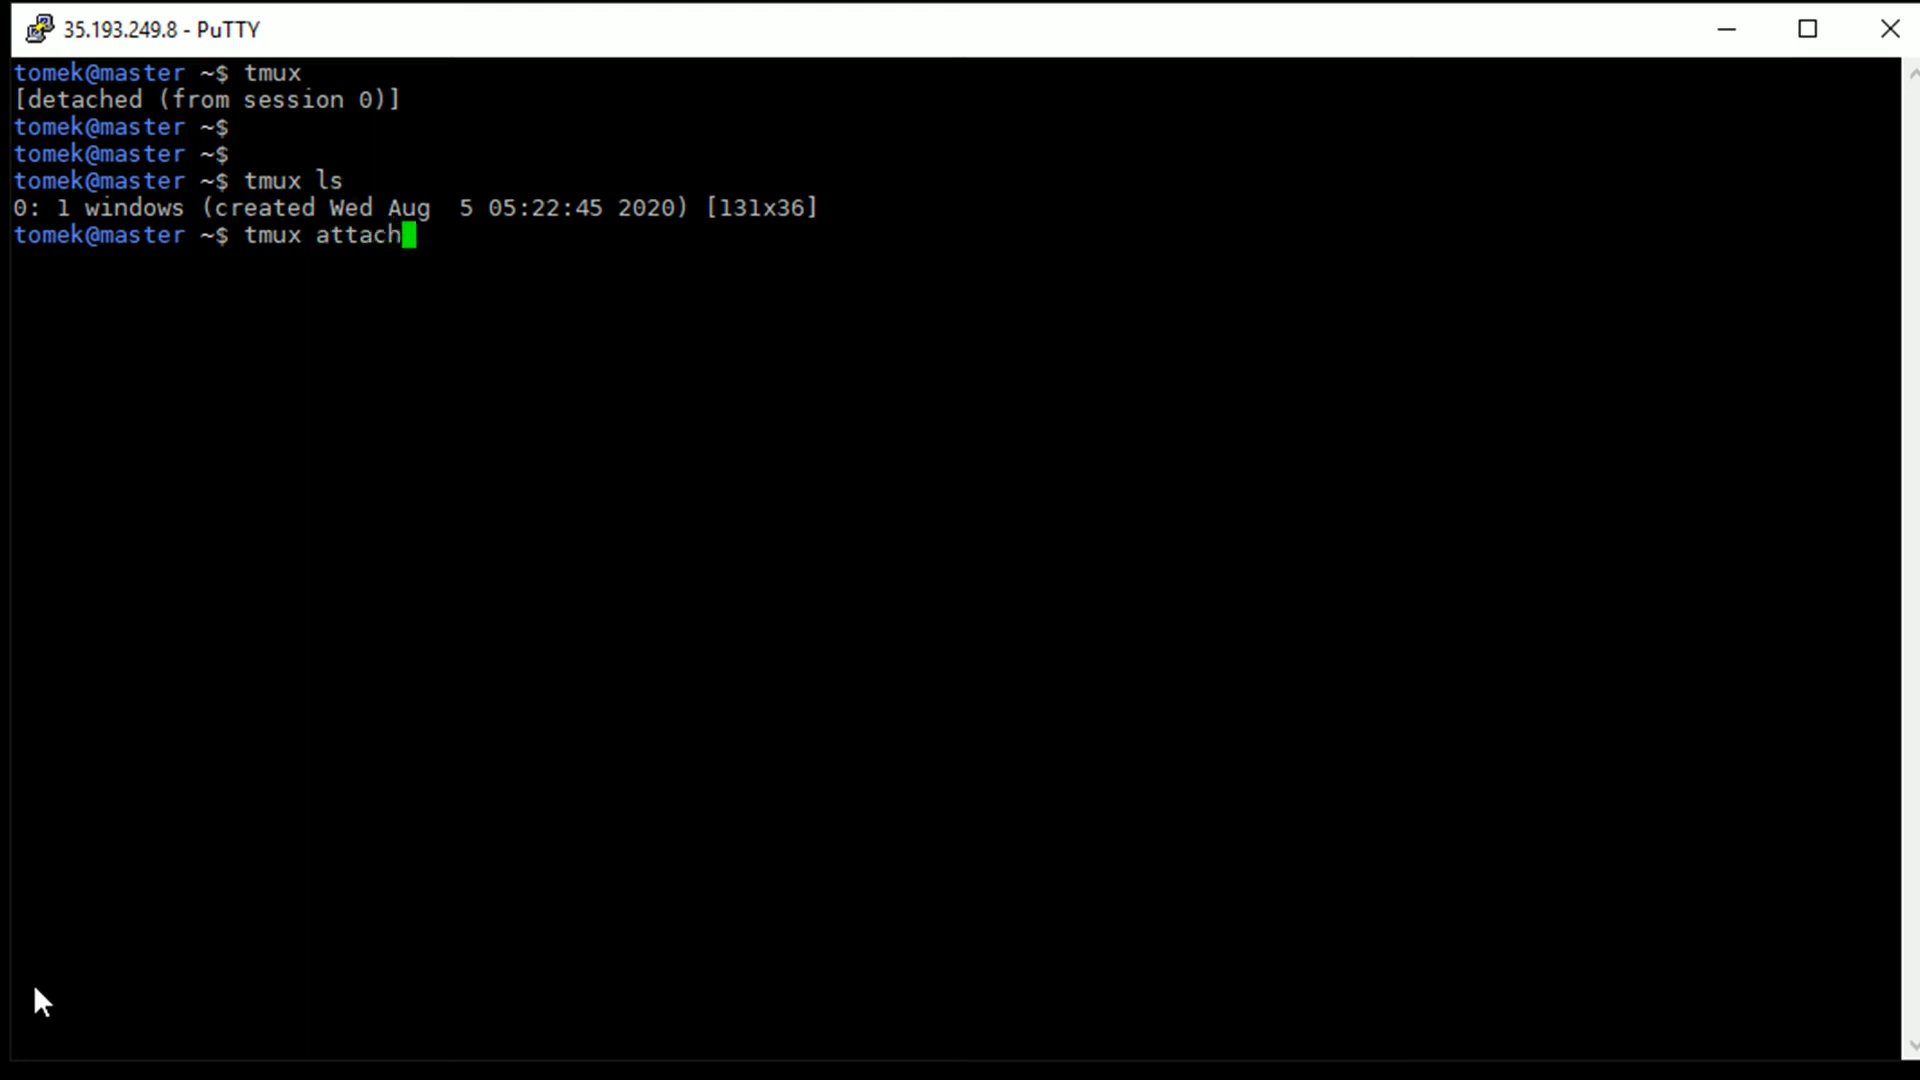 35.193.249.8 - PuTTY
tomek@master ~$ tmux
[detached (from session 0)]
tomek@master ~$
tomek@master ~$
tomek@master ~$ tmux ls
0: 1 windows (created Wed Aug  5 05:22:45 2020) [131x36]
tomek@master ~$ tmux attach